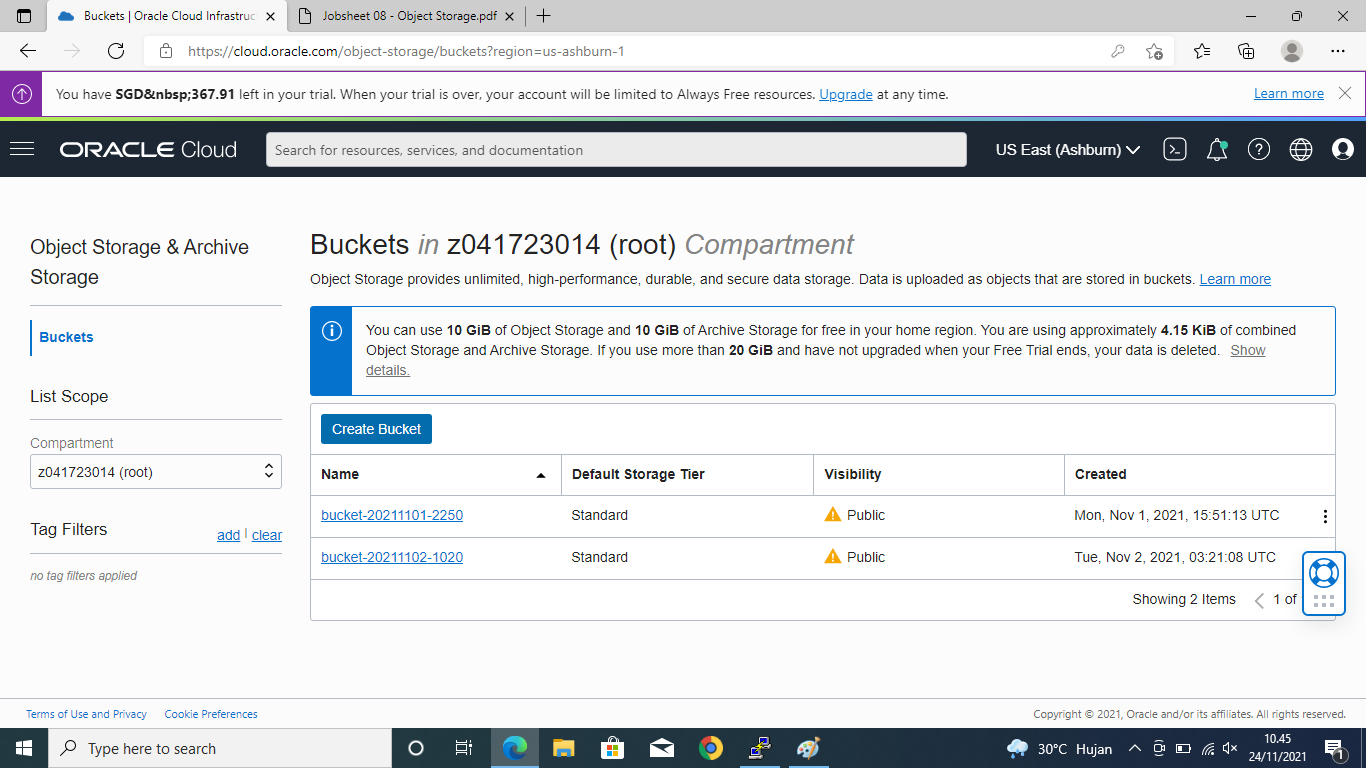 Buckets | Oracle Cloud Infrastruc
Jobsheet 08 - Object Storage.pdf
https://cloud.oracle.com/object-storage/buckets?region=us-ashburn-1
You have SGD&nbsp;367.91 left in your trial. When your trial is over, your account will be limited to Always Free resources. Upgrade at any time.
Learn more
ORACLE Cloud
Search for resources, services, and documentation
US East (Ashburn)
Object Storage & Archive
Storage
Buckets
List Scope
Compartment
z041723014 (root)
Tag Filters
add | clear
no tag filters applied
Buckets in z041723014 (root) Compartment
Object Storage provides unlimited, high-performance, durable, and secure data storage. Data is uploaded as objects that are stored in buckets. Learn more
You can use 10 GiB of Object Storage and 10 GiB of Archive Storage for free in your home region. You are using approximately 4.15 KiB of combined
Object Storage and Archive Storage. If you use more than 20 GiB and have not upgraded when your Free Trial ends, your data is deleted. Show
details.
Create Bucket
Name Default Storage Tier Visibility Created
bucket-20211101-2250 Standard Public Mon, Nov 1, 2021, 15:51:13 UTC
bucket-20211102-1020 Standard Public Tue, Nov 2, 2021, 03:21:08 UTC
Showing 2 Items 1 of
Terms of Use and Privacy Cookie Preferences
Copyright © 2021, Oracle and/or its affiliates. All rights reserved.
Type here to search
30°C Hujan
10.45
24/11/2021
1